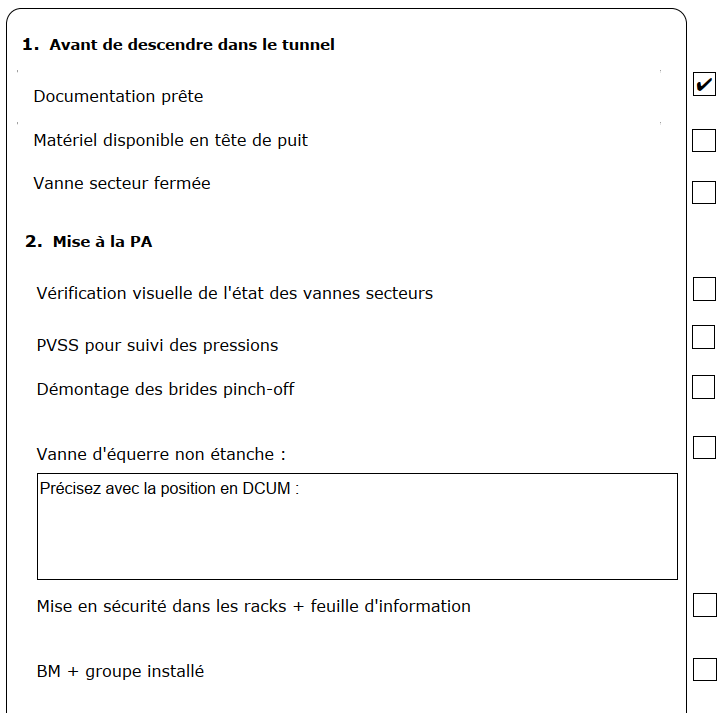 1. Avant de descendre dans le tunnel
Documentation prête
Matériel disponible en tête de puit
Vanne secteur fermée
2. Mise à la PA
Vérification visuelle de l'état des vannes secteurs
PVSS pour suivi des pressions
Démontage des brides pinch-off
Vanne d'équerre non étanche :
Précisez avec la position en DCUM :
Mise en sécurité dans les racks + feuille d'information
BM + groupe installé